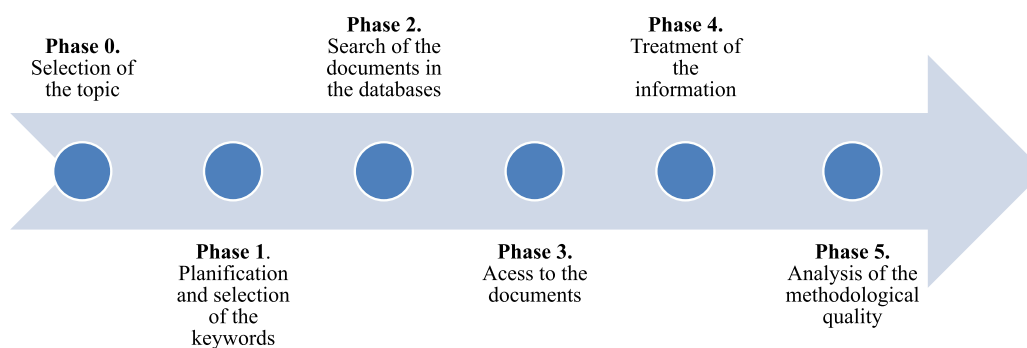 Phase 0.
Selection of
the topic
Phase 1.
Planification
and selection
of the
keywords
Phase 2.
Search of the
documents in
the databases
Phase 3.
Acess to the
documents
Phase 4.
Treatment of
the
information
Phase 5.
Analysis of the
methodological
quality